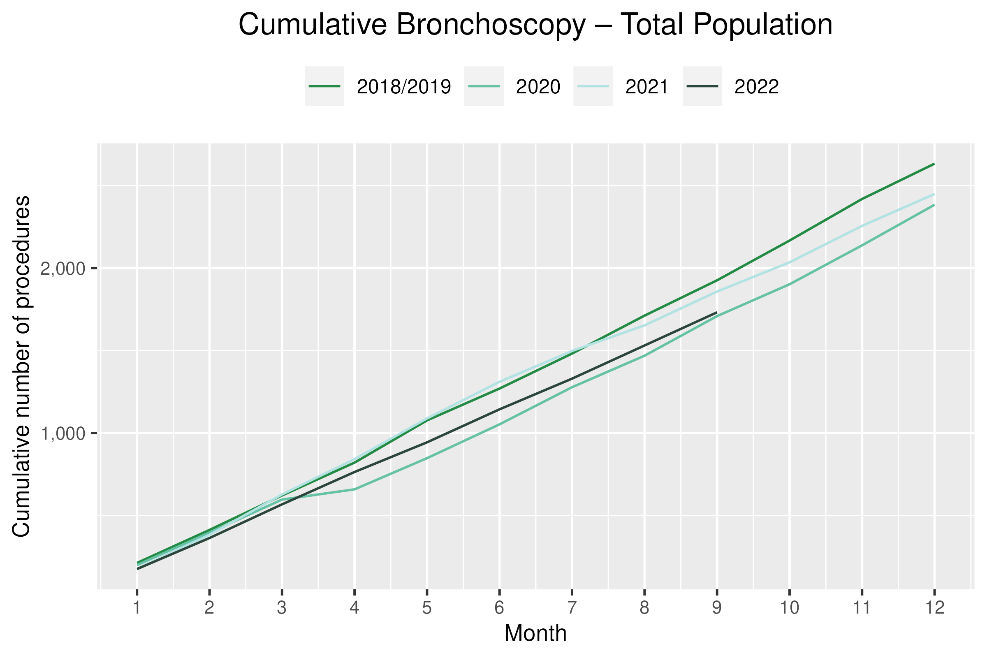 Cumulative Bronchoscopy – Total Population
2018/2019 2020 2021 2022
Cumulative number of procedures
2,000
1,000
1 2 3 4 5 6 7 8 9 10 11 12
Month